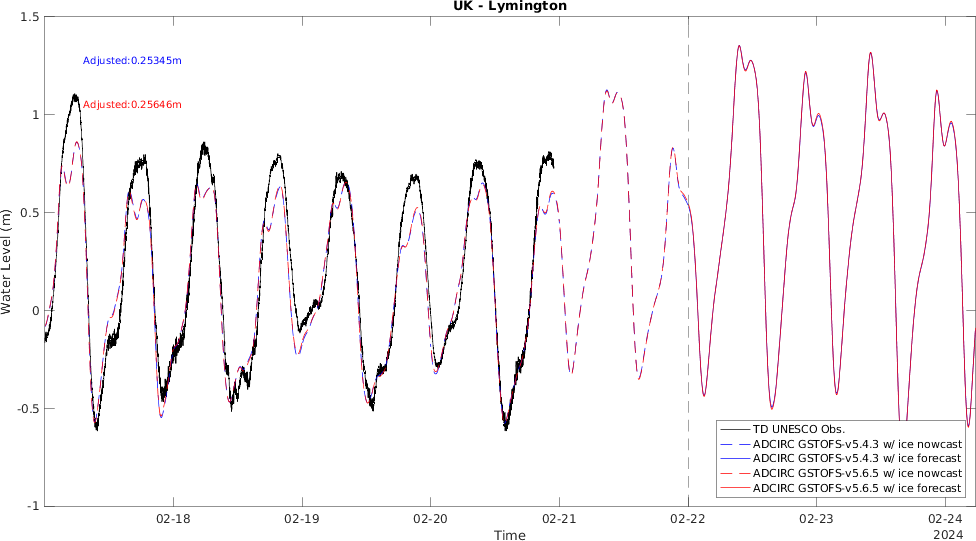 UK - Lymington
1.5
Adjusted:0.25345m
Adjusted:0.25646m
1
0.5
0
-0.5
-1
Water Level (m)
TD UNESCO Obs.
ADCIRC GSTOFS-v5.4.3 w/ ice nowcast
ADCIRC GSTOFS-v5.4.3 w/ ice forecast
ADCIRC GSTOFS-v5.6.5 w/ ice nowcast
ADCIRC GSTOFS-v5.6.5 w/ ice forecast
02-18 02-19 02-20 02-21 02-22 02-23 02-24
2024
Time